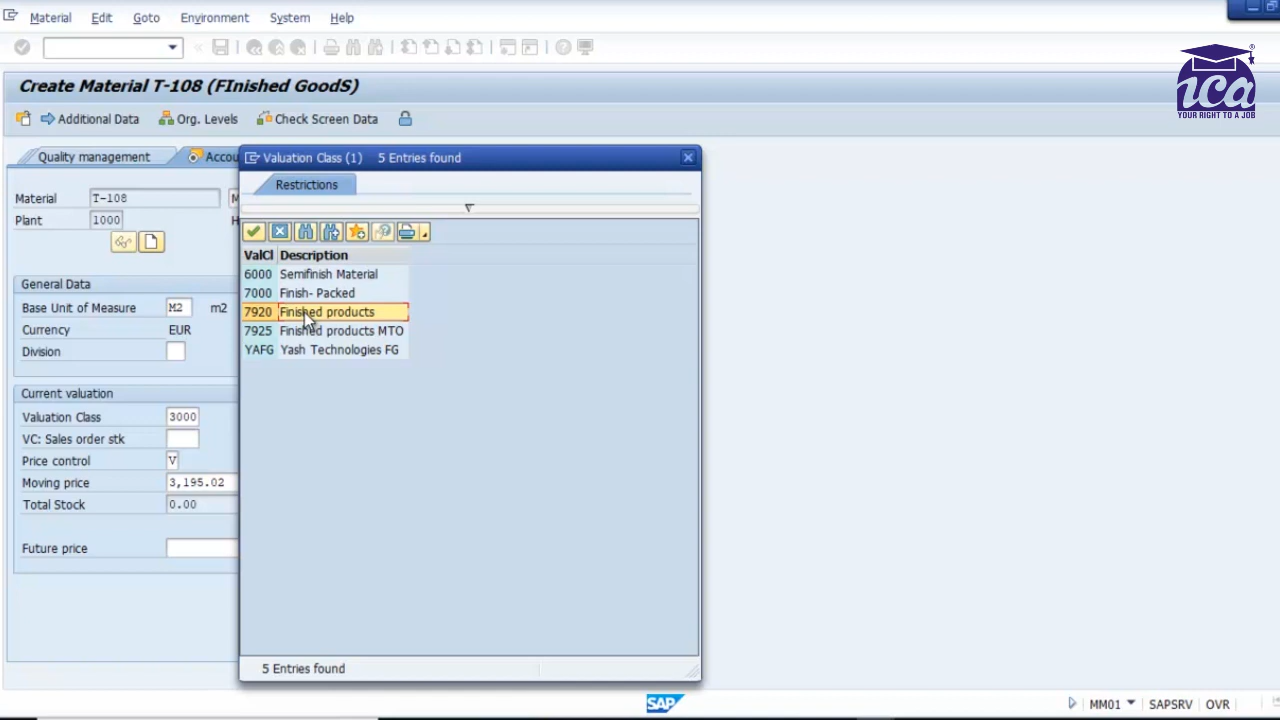 Material Edit Goto Environment System Help
ica
YOUR RIGHT TO A JOB
Create Material T-108 (FInished GoodS)
Additional Data Org. Levels Check Screen Data
Quality management Accou
Valuation Class (1) 5 Entries found
Restrictions
Material T-108 M
Plant 1000 H
ValCl Description
6000 Semifinish Material
7000 Finish- Packed
7920 Finished products
7925 Finished products MTO
YAFG Yash Technologies FG
General Data
Base Unit of Measure M2 m2
Currency EUR
Division
Current valuation
Valuation Class 3000
VC: Sales order stk
Price control V
Moving price 3,195.02
Total Stock 0.00
Future price
5 Entries found
SAP
MM01 SAPSRV OVR